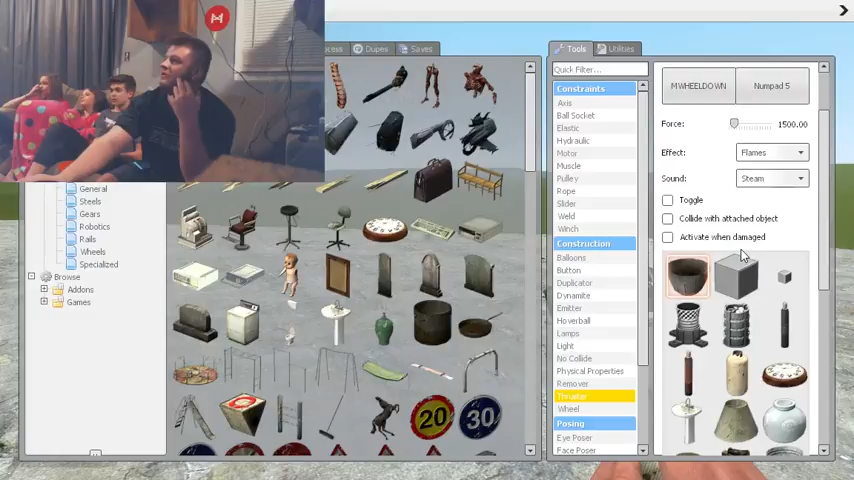 ocess
Dupes
Saves
Tools
Utilities
Quick Filter...
Constraints
Axis
Ball Socket
Elastic
Hydraulic
Motor
Muscle
Pulley
Rope
Slider
Weld
Winch
Construction
Balloons
Button
Duplicator
Dynamite
Emitter
Hoverball
Lamps
Light
No Collide
Physical Properties
Remover
Thruster
Wheel
Posing
Eye Poser
Face Poser
MWHEELDOWN
Numpad 5
Force:
1500.00
Effect:
Flames
Sound:
Steam
Toggle
Collide with attached object
Activate when damaged
General
Steels
Gears
Robotics
Rails
Wheels
Specialized
Browse
Addons
Games
20
30